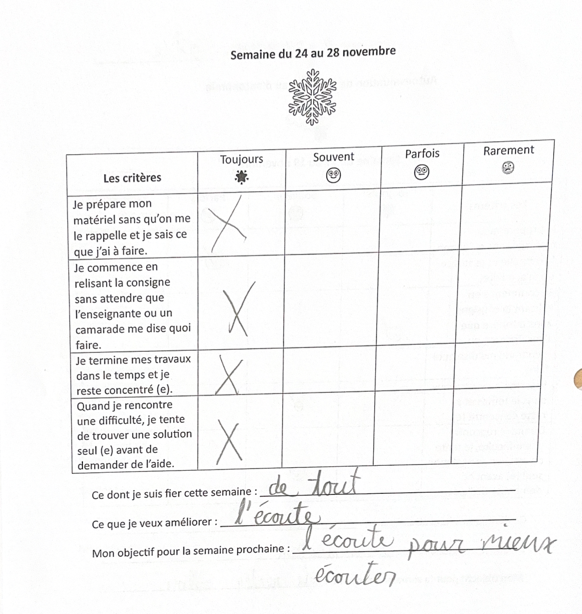 Semaine du 24 au 28 novembre
Les critères
Toujours
Souvent
Parfois
Rarement
Je prépare mon
matériel sans qu'on me
le rappelle et je sais ce
que j'ai à faire.
X
Je commence en
relisant la consigne
sans attendre que
l'enseignante ou un
camarade me dise quoi
faire.
X
Je termine mes travaux
dans le temps et je
reste concentré (e).
X
Quand je rencontre
une difficulté, je tente
de trouver une solution
seul (e) avant de
demander de l'aide.
X
Ce dont je suis fier cette semaine : de tout
Ce que je veux améliorer : l'écoute
Mon objectif pour la semaine prochaine : l écoute pour mieux
écouter